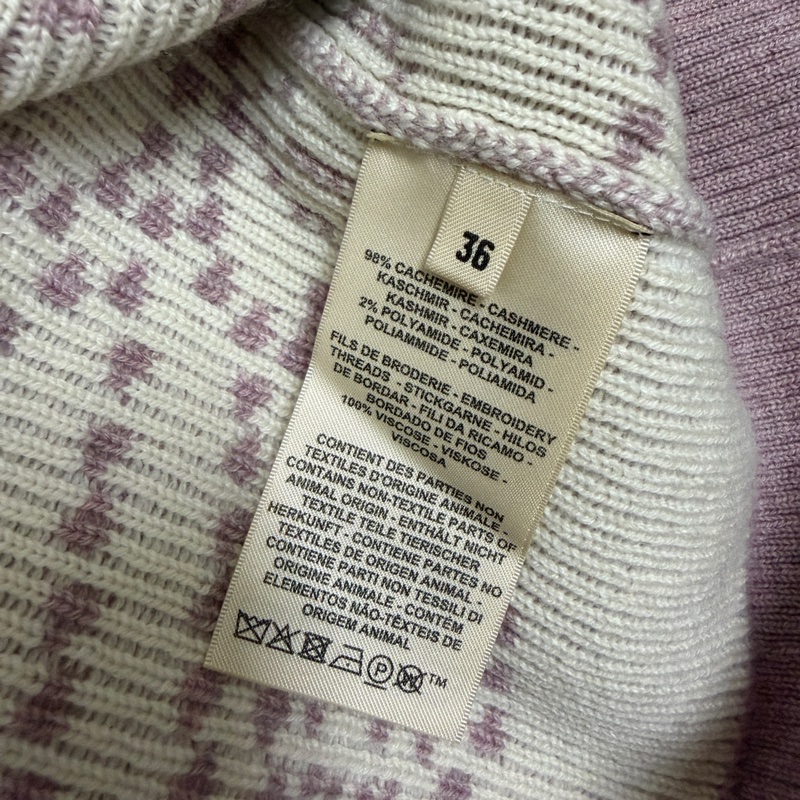 36
98% CACHEMIRE - CASHMERE -
KASCHMIR - CACHEMIRA -
KASHMIR - CAXEMIRA
2% POLYAMIDE - POLYAMID -
POLIAMMIDE - POLIAMIDA
FILS DE BRODERIE - EMBROIDERY
THREADS - STICKGARNE - HILOS
DE BORDAR - FILI DA RICAMO -
BORDADO DE FIOS
100% VISCOSE - VISKOSE -
VISCOSA
CONTIENT DES PARTIES NON
TEXTILES D'ORIGINE ANIMALE -
CONTAINS NON-TEXTILE PARTS OF
ANIMAL ORIGIN - ENTHÄLT NICHT
TEXTILE TEILE TIERISCHER
HERKUNFT - CONTIENE PARTES NO
TEXTILES DE ORIGEN ANIMAL -
CONTIENE PARTI NON TESSILI DI
ORIGINE ANIMALE - CONTÉM
ELEMENTOS NÃO-TÊXTEIS DE
ORIGEM ANIMAL
P W TM